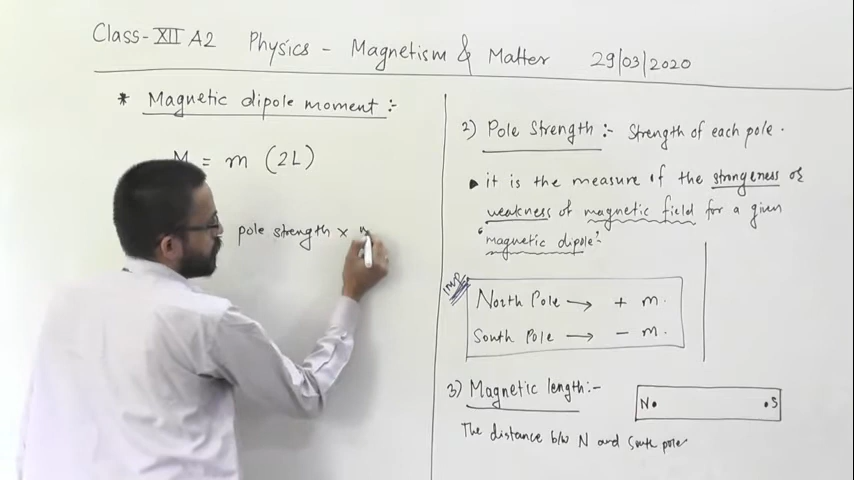 Class-XII A2 Physics - Magnetism & Matter 29/03/2020
* Magnetic dipole moment :-
M = m (2L)
pole strength ×
2) Pole Strength :- Strength of each pole.
it is the measure of the strongeness or
weakness of magnetic field for a given
"magnetic dipole".
Imp
North Pole → + m.
South Pole → - m.
3) Magnetic length:-
N S
The distance b/w N and South pole